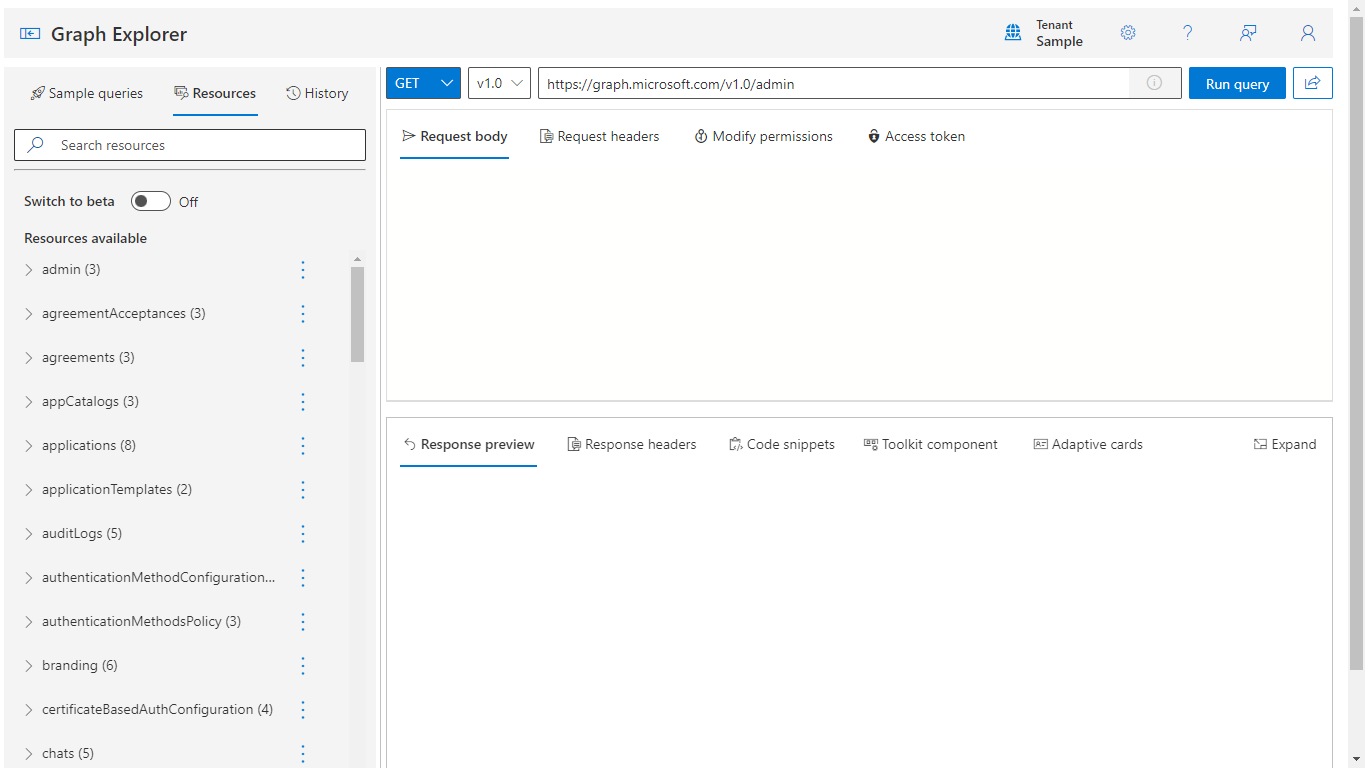 Graph Explorer
Tenant
Sample
Sample queries
Resources
History
Search resources
Switch to beta
Off
Resources available
admin (3)
agreementAcceptances (3)
agreements (3)
appCatalogs (3)
applications (8)
applicationTemplates (2)
auditLogs (5)
authenticationMethodConfiguration...
authenticationMethodsPolicy (3)
branding (6)
certificateBasedAuthConfiguration (4)
chats (5)
GET
v1.0
https://graph.microsoft.com/v1.0/admin
Run query
Request body
Request headers
Modify permissions
Access token
Response preview
Response headers
Code snippets
Toolkit component
Adaptive cards
Expand